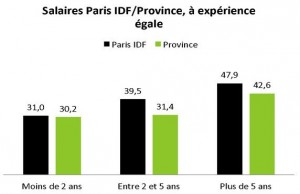 Salaires Paris IDF/Province, à expérience
égale
Paris IDF Province
31,0 30,2 39,5 31,4 47,9 42,6
Moins de 2 ans Entre 2 et 5 ans Plus de 5 ans